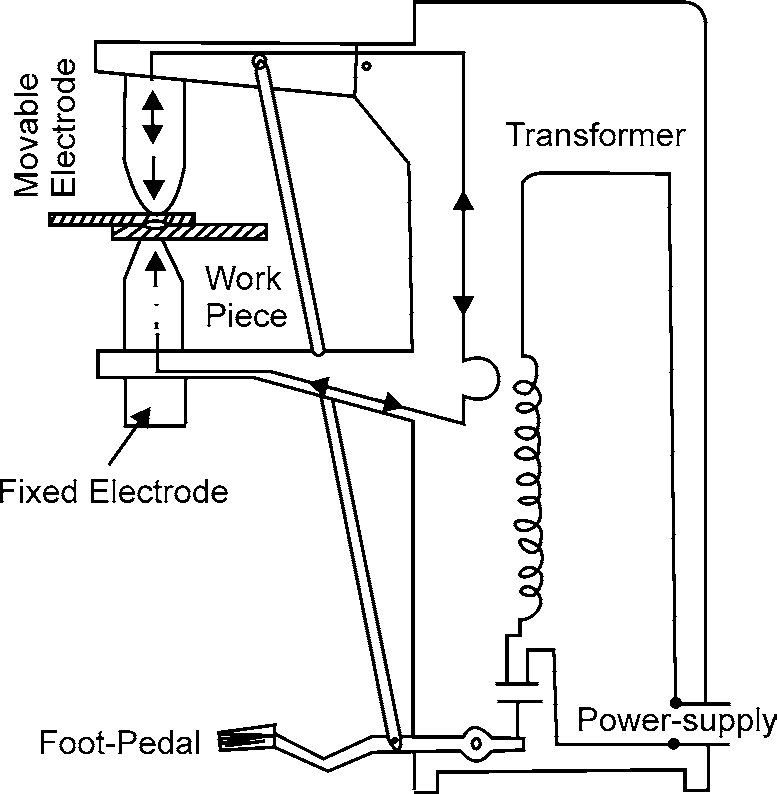 Movable
Electrode
Transformer
Work
Piece
Fixed Electrode
Power-supply
Foot-Pedal